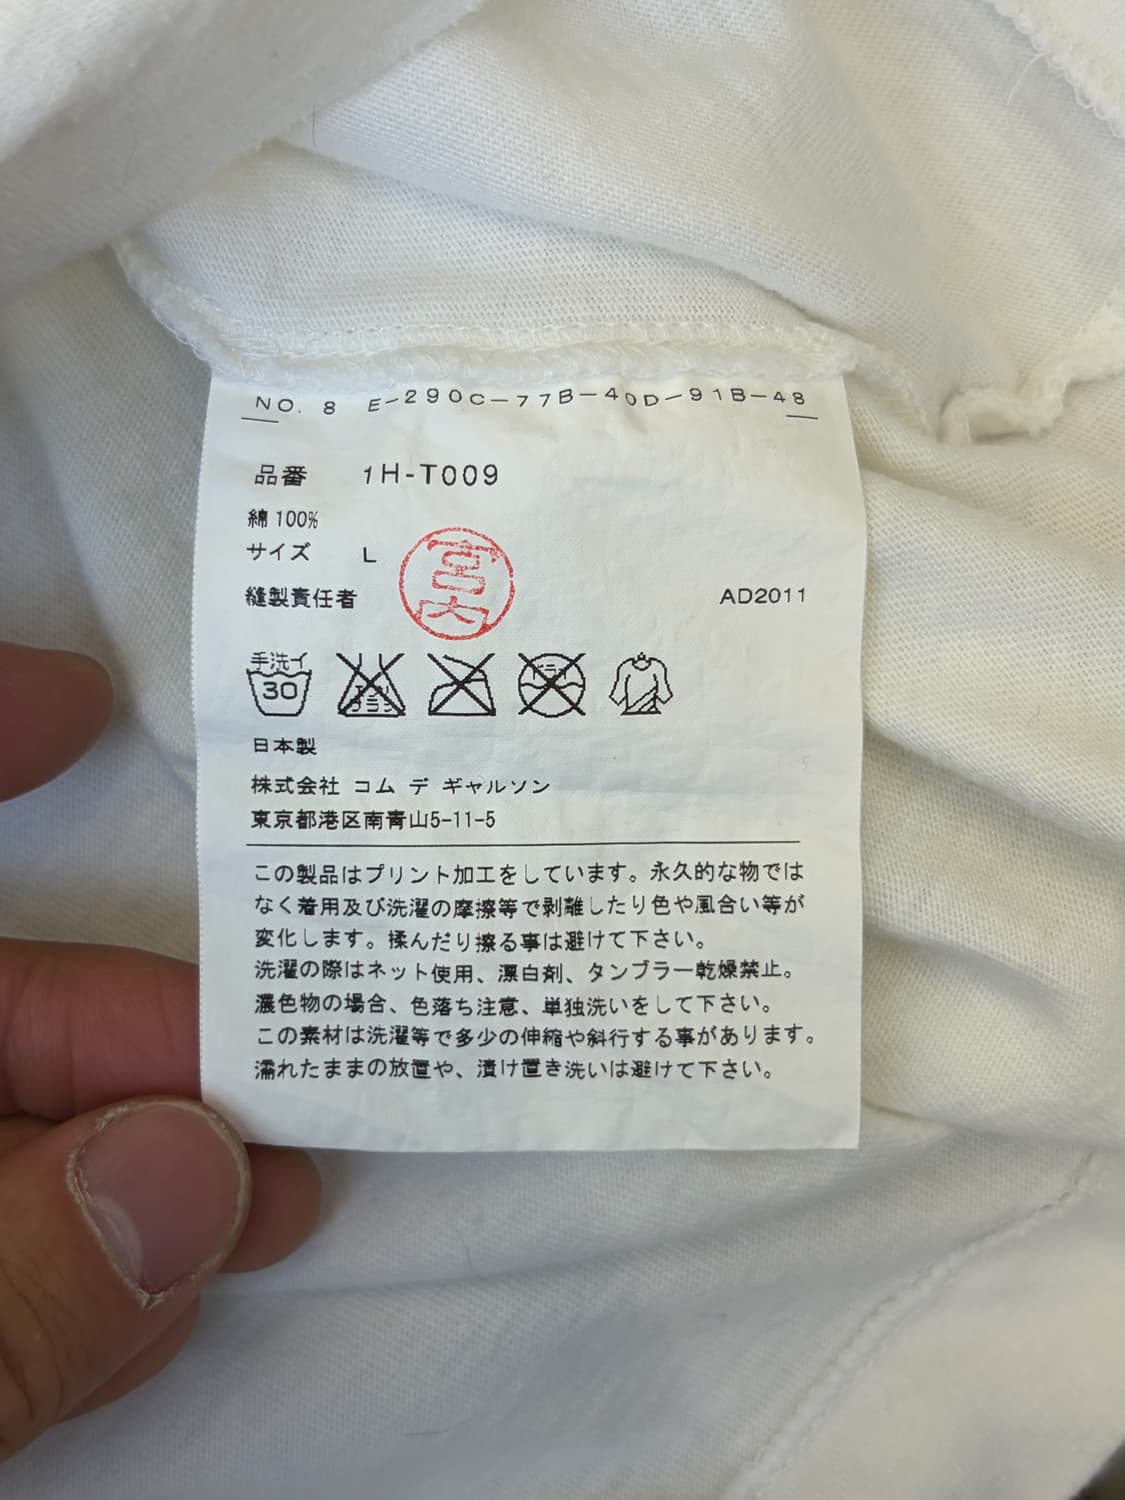 NO. 8 E-290C-77B-40D-91B-48
品番 1H-T009
綿 100%
サイズ L
宮内
縫製責任者
AD2011
手洗イ
30
日本製
株式会社 コム デ ギャルソン
東京都港区南青山5-11-5
この製品はプリント加工をしています。永久的な物では
なく着用及び洗濯の摩擦等で剥離したり色や風合い等が
変化します。揉んだり擦る事は避けて下さい。
洗濯の際はネット使用、漂白剤、タンブラー乾燥禁止。
濃色物の場合、色落ち注意、単独洗いをして下さい。
この素材は洗濯等で多少の伸縮や斜行する事があります。
濡れたままの放置や、漬け置き洗いは避けて下さい。